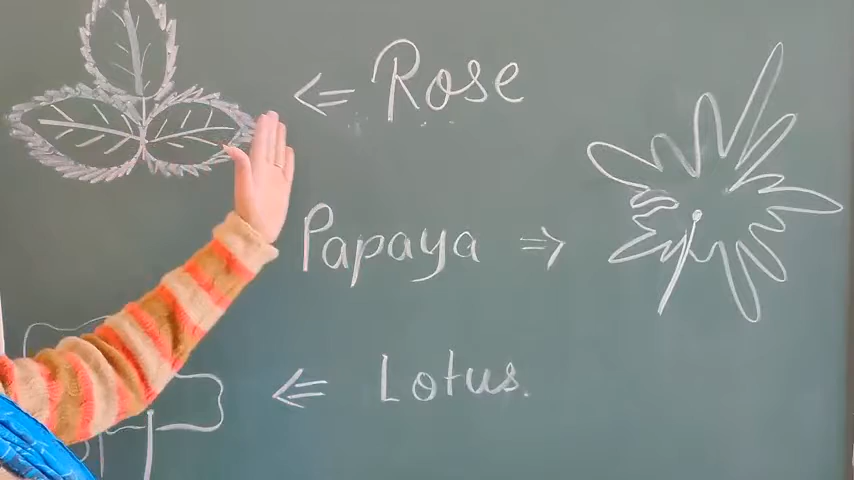 ⇐ Rose
Papaya ⇒
⇐ Lotus.